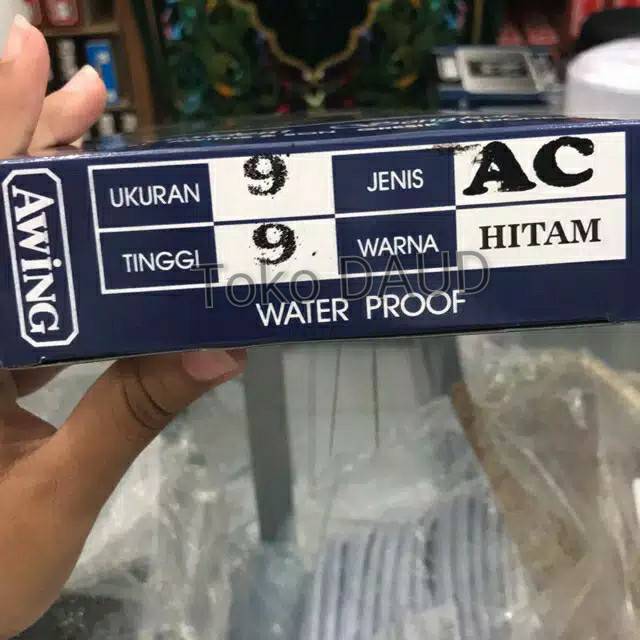 AWING
UKURAN 9 JENIS AC
TINGGI 9 WARNA HITAM
WATER PROOF
Toko DAUD